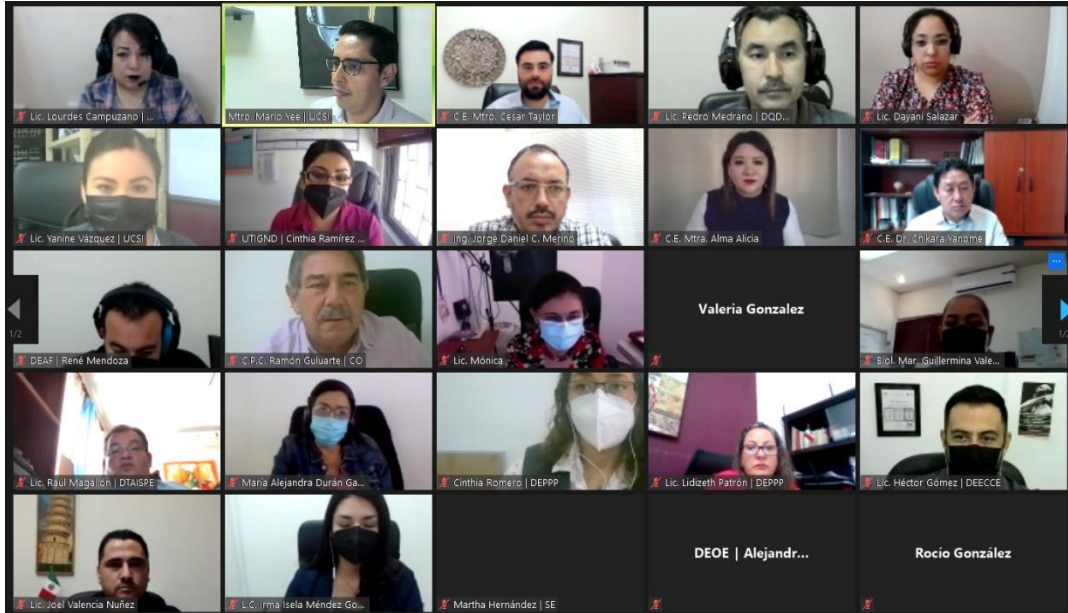 Lic. Lourdes Campuzano | ...
Mtro. Mario Yee | UCSI
C.E. Mtro. Cesar Taylor
Lic. Pedro Medrano | DQD...
Lic. Dayani Salazar
Lic. Yanine Vázquez | UCSI
UTIGND | Cinthia Ramírez ...
Ing. Jorge Daniel C. Merino
C.E. Mtra. Alma Alicia
C.E. Dr. Chikara Yanome
1/2
DEAF | René Mendoza
C.P.C. Ramón Guluarte | CO
Lic. Mónica
Valeria Gonzalez
Biol. Mar. Guillermina Vale...
Lic. Raúl Magallón | DTAISPE
María Alejandra Durán Ga...
Cinthia Romero | DEPPP
Lic. Lidizeth Patrón | DEPPP
Lic. Héctor Gómez | DEECCE
Lic. Joel Valencia Nuñez
L.C. Irma Isela Méndez Go...
Martha Hernández | SE
DEOE | Alejandr...
Rocío González